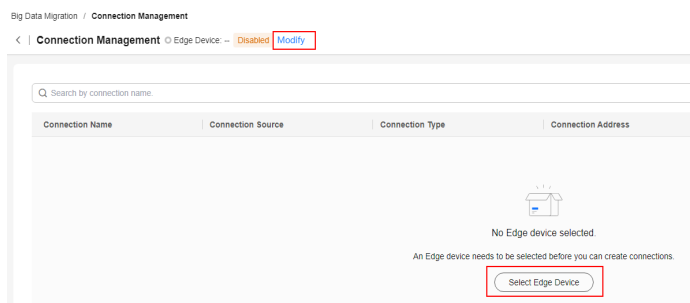 Big Data Migration / Connection Management
< | Connection Management Edge Device: -- Disabled Modify
Search by connection name.
Connection Name Connection Source Connection Type Connection Address
No Edge device selected.
An Edge device needs to be selected before you can create connections.
Select Edge Device